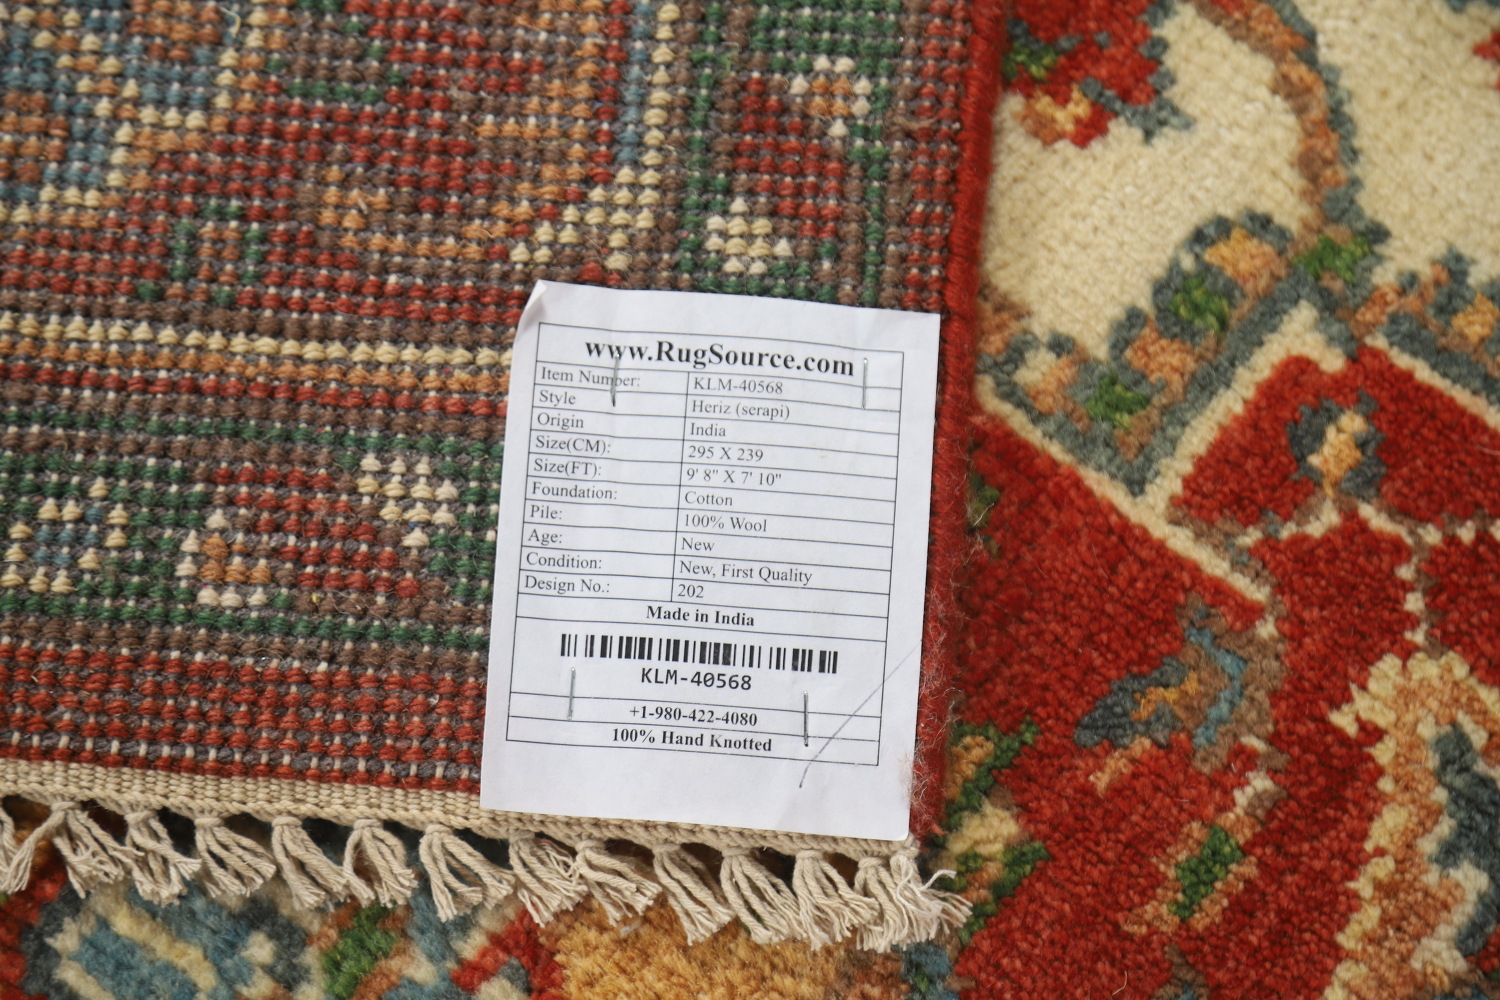 www.RugSource.com
Item Number: KLM-40568
Style Heriz (serapi)
Origin India
Size(CM): 295 X 239
Size(FT): 9' 8" X 7' 10"
Foundation: Cotton
Pile: 100% Wool
Age: New
Condition: New, First Quality
Design No.: 202
Made in India
KLM-40568
+1-980-422-4080
100% Hand Knotted